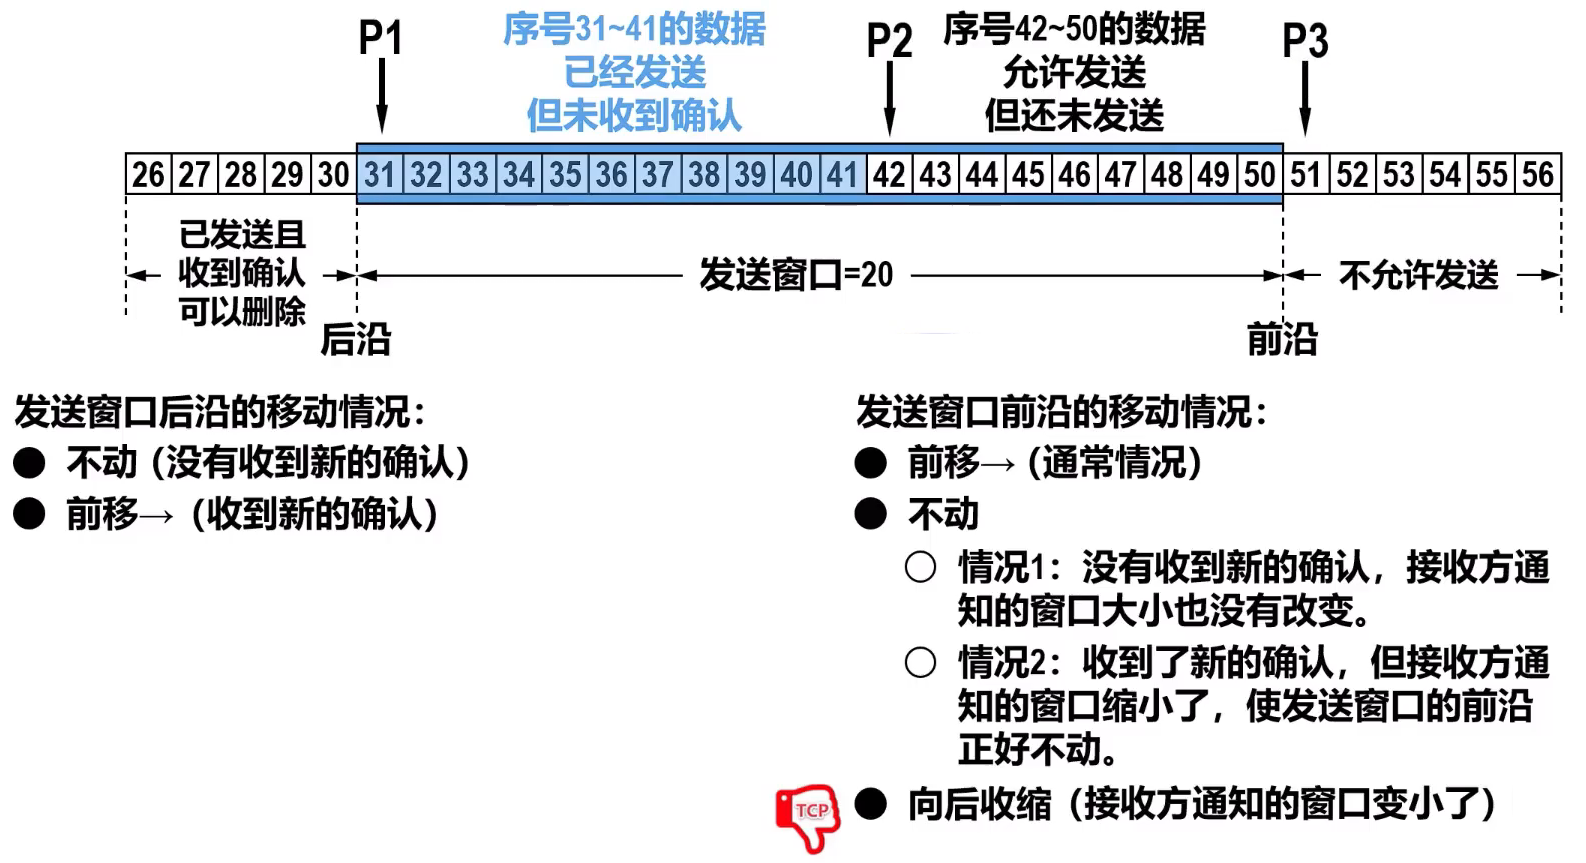 P1
序号31~41的数据
已经发送
但未收到确认
P2
序号42~50的数据
允许发送
但还未发送
P3
26 27 28 29 30 31 32 33 34 35 36 37 38 39 40 41 42 43 44 45 46 47 48 49 50 51 52 53 54 55 56
已发送且
收到确认
可以删除
发送窗口=20
不允许发送
后沿
前沿
发送窗口后沿的移动情况：
● 不动（没有收到新的确认）
● 前移→（收到新的确认）
发送窗口前沿的移动情况：
● 前移→（通常情况）
● 不动
○ 情况1：没有收到新的确认，接收方通
知的窗口大小也没有改变。
○ 情况2：收到了新的确认，但接收方通
知的窗口缩小了，使发送窗口的前沿
正好不动。
TCP
● 向后收缩（接收方通知的窗口变小了）